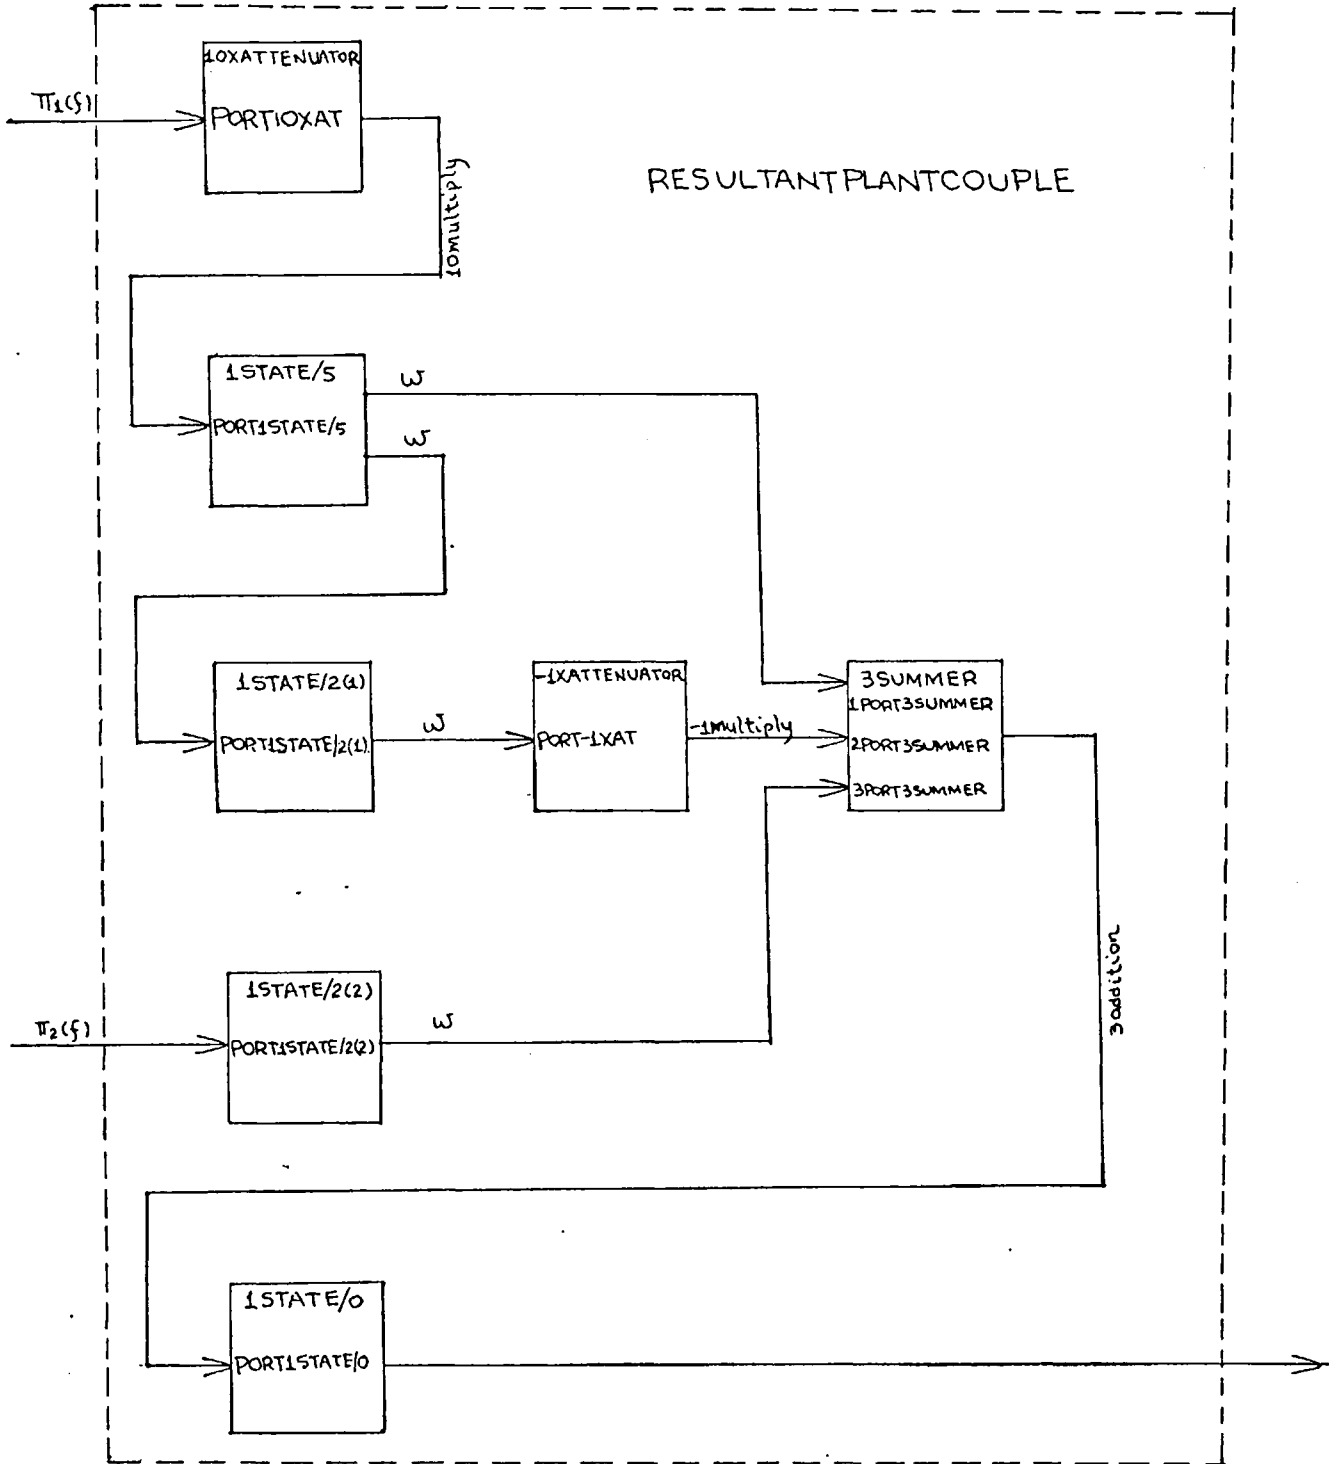 10XATTENUATOR
π1(f)
PORT10XAT
10multiply
RESULTANTPLANTCOUPLE
1STATE/5
ω
PORT1STATE/5
ω
1STATE/2(1)
PORT1STATE/2(1)
ω
-1XATTENUATOR
PORT-1XAT
-1multiply
3SUMMER
1PORT3SUMMER
2PORT3SUMMER
3PORT3SUMMER
3addition
1STATE/2(2)
π2(f)
PORT1STATE/2(2)
ω
1STATE/0
PORT1STATE/0